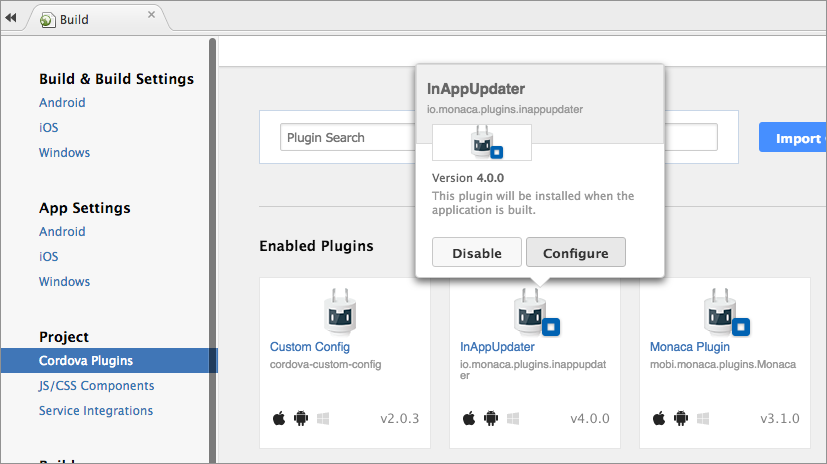 Build
Build & Build Settings
Android
iOS
Windows
App Settings
Android
iOS
Windows
Project
Cordova Plugins
JS/CSS Components
Service Integrations
Plugin Search
Import
InAppUpdater
io.monaca.plugins.inappupdater
Version 4.0.0
This plugin will be installed when the
application is built.
Disable
Configure
Enabled Plugins
Custom Config
cordova-custom-config
v2.0.3
InAppUpdater
io.monaca.plugins.inappupdat
er
v4.0.0
Monaca Plugin
mobi.monaca.plugins.Monaca
v3.1.0